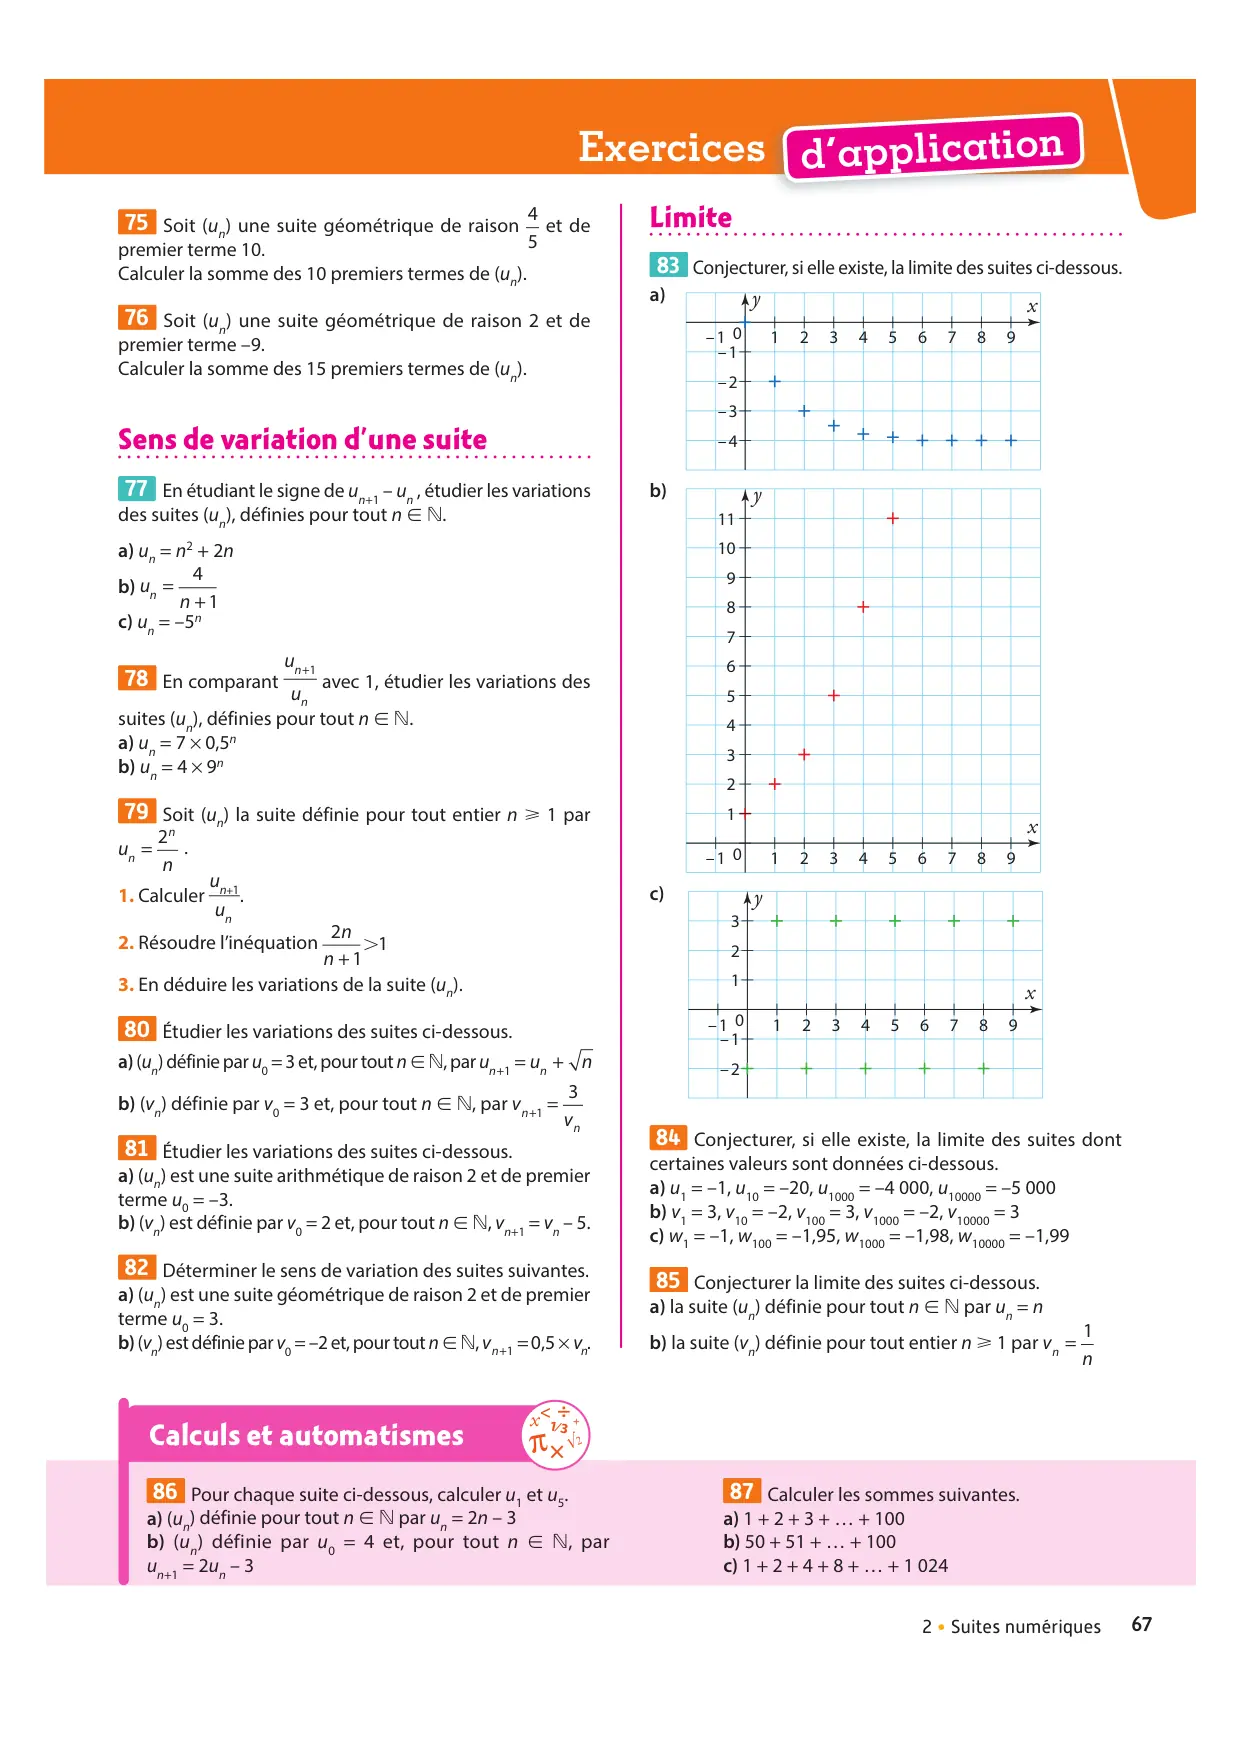 Exercices d'application
75 Soit (uₙ) une suite géométrique de raison 4/5 et de
premier terme 10.
Calculer la somme des 10 premiers termes de (uₙ).
76 Soit (uₙ) une suite géométrique de raison 2 et de
premier terme –9.
Calculer la somme des 15 premiers termes de (uₙ).
Sens de variation d'une suite
77 En étudiant le signe de uₙ₊₁ – uₙ , étudier les variations
des suites (uₙ), définies pour tout n ∈ ℕ.
a) uₙ = n² + 2n
b) uₙ = 4/(n + 1)
c) uₙ = –5ⁿ
78 En comparant uₙ₊₁/uₙ avec 1, étudier les variations des
suites (uₙ), définies pour tout n ∈ ℕ.
a) uₙ = 7 × 0,5ⁿ
b) uₙ = 4 × 9ⁿ
79 Soit (uₙ) la suite définie pour tout entier n ⩾ 1 par
uₙ = 2ⁿ/n .
1. Calculer uₙ₊₁/uₙ.
2. Résoudre l'inéquation 2n/(n + 1) >1
3. En déduire les variations de la suite (uₙ).
80 Étudier les variations des suites ci-dessous.
a) (uₙ) définie par u₀ = 3 et, pour tout n ∈ ℕ, par uₙ₊₁ = uₙ + √n
b) (vₙ) définie par v₀ = 3 et, pour tout n ∈ ℕ, par vₙ₊₁ = 3/vₙ
81 Étudier les variations des suites ci-dessous.
a) (uₙ) est une suite arithmétique de raison 2 et de premier
terme u₀ = –3.
b) (vₙ) est définie par v₀ = 2 et, pour tout n ∈ ℕ, vₙ₊₁ = vₙ – 5.
82 Déterminer le sens de variation des suites suivantes.
a) (uₙ) est une suite géométrique de raison 2 et de premier
terme u₀ = 3.
b) (vₙ) est définie par v₀ = –2 et, pour tout n ∈ ℕ, vₙ₊₁ = 0,5 × vₙ.
Limite
83 Conjecturer, si elle existe, la limite des suites ci-dessous.
a)
y
x
–1 0 1 2 3 4 5 6 7 8 9
–1
–2
–3
–4
b)
y
11
10
9
8
7
6
5
4
3
2
1
x
–1 0 1 2 3 4 5 6 7 8 9
c)
y
3
2
1
x
–1 0 1 2 3 4 5 6 7 8 9
–1
–2
84 Conjecturer, si elle existe, la limite des suites dont
certaines valeurs sont données ci-dessous.
a) u₁ = –1, u₁₀ = –20, u₁₀₀₀ = –4 000, u₁₀₀₀₀ = –5 000
b) v₁ = 3, v₁₀ = –2, v₁₀₀ = 3, v₁₀₀₀ = –2, v₁₀₀₀₀ = 3
c) w₁ = –1, w₁₀₀ = –1,95, w₁₀₀₀ = –1,98, w₁₀₀₀₀ = –1,99
85 Conjecturer la limite des suites ci-dessous.
a) la suite (uₙ) définie pour tout n ∈ ℕ par uₙ = n
b) la suite (vₙ) définie pour tout entier n ⩾ 1 par vₙ = 1/n
Calculs et automatismes
x < ÷ 1/3 + π × √2
86 Pour chaque suite ci-dessous, calculer u₁ et u₅.
a) (uₙ) définie pour tout n ∈ ℕ par uₙ = 2n – 3
b) (uₙ) définie par u₀ = 4 et, pour tout n ∈ ℕ, par
uₙ₊₁ = 2uₙ – 3
87 Calculer les sommes suivantes.
a) 1 + 2 + 3 + … + 100
b) 50 + 51 + … + 100
c) 1 + 2 + 4 + 8 + … + 1 024
2 • Suites numériques 67